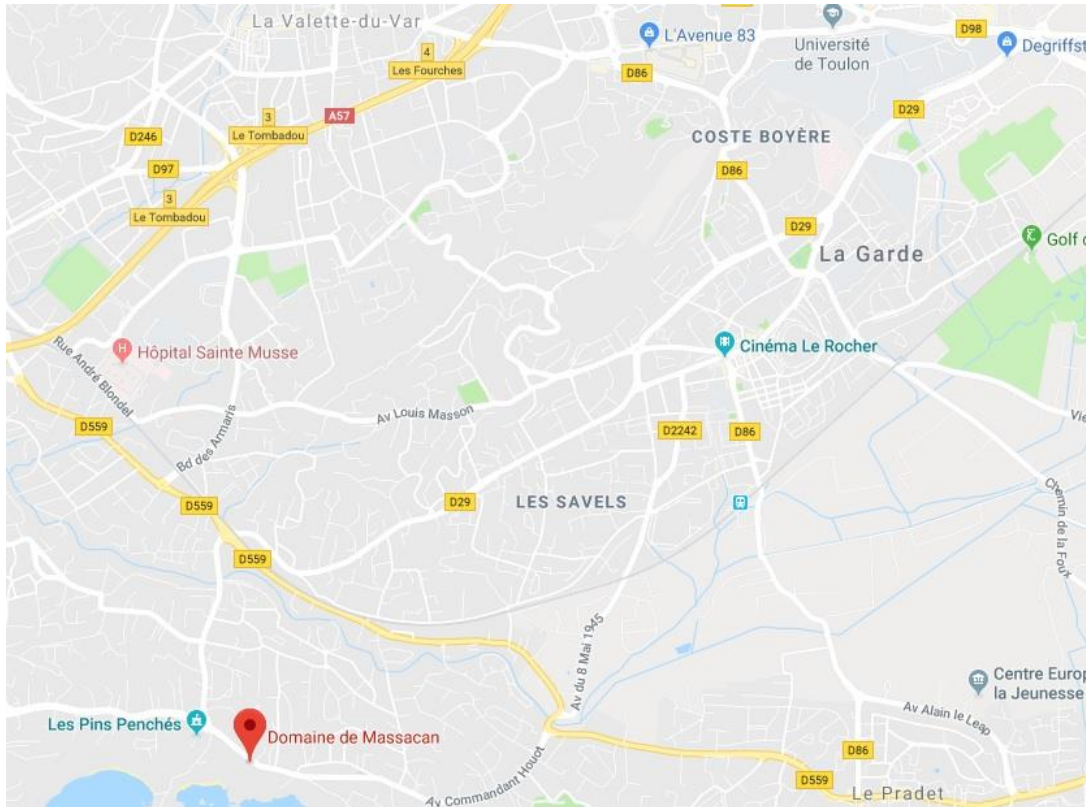 La Valette-du-Var
4
Les Fourches
L'Avenue 83
D86
Université
de Toulon
D98
D29
3
Le Tombadou
A57
D246
D97
3
Le Tombadou
COSTE BOYÈRE
D86
D29
La Garde
Golf
Rue André Blondel
Hôpital Sainte Musse
Cinéma Le Rocher
D559
Av Louis Masson
D2242
D86
Bd des Armaris
D559
D29
LES SAVELS
Chemin de la Foux
D559
Av du 8 Mai 1945
Centre
la Jeunesse
Les Pins Penchés
Domaine de Massacan
Av Alain le Leap
D86
Av Commandant Houot
D559
Le Pradet